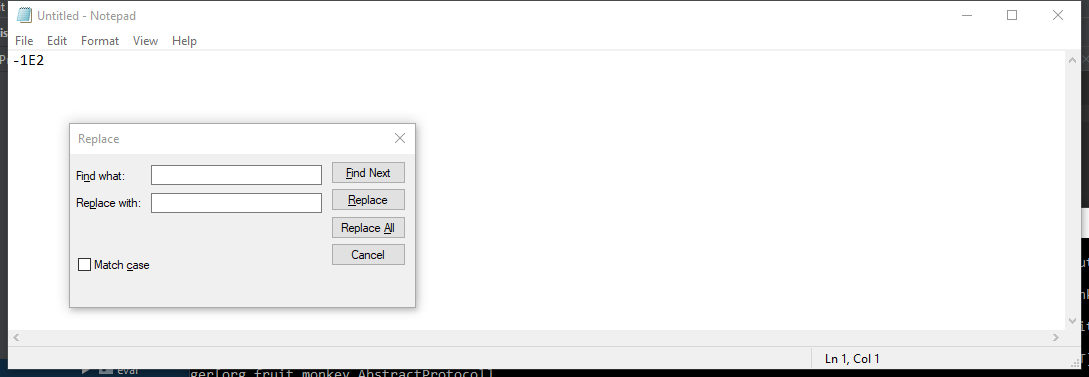 Untitled - Notepad
File Edit Format View Help
-1E2
Replace
Find what:
Find Next
Replace with:
Replace
Replace All
Cancel
Match case
Ln 1, Col 1
eval
ger[org.fruit.monkey.AbstractProtocol]